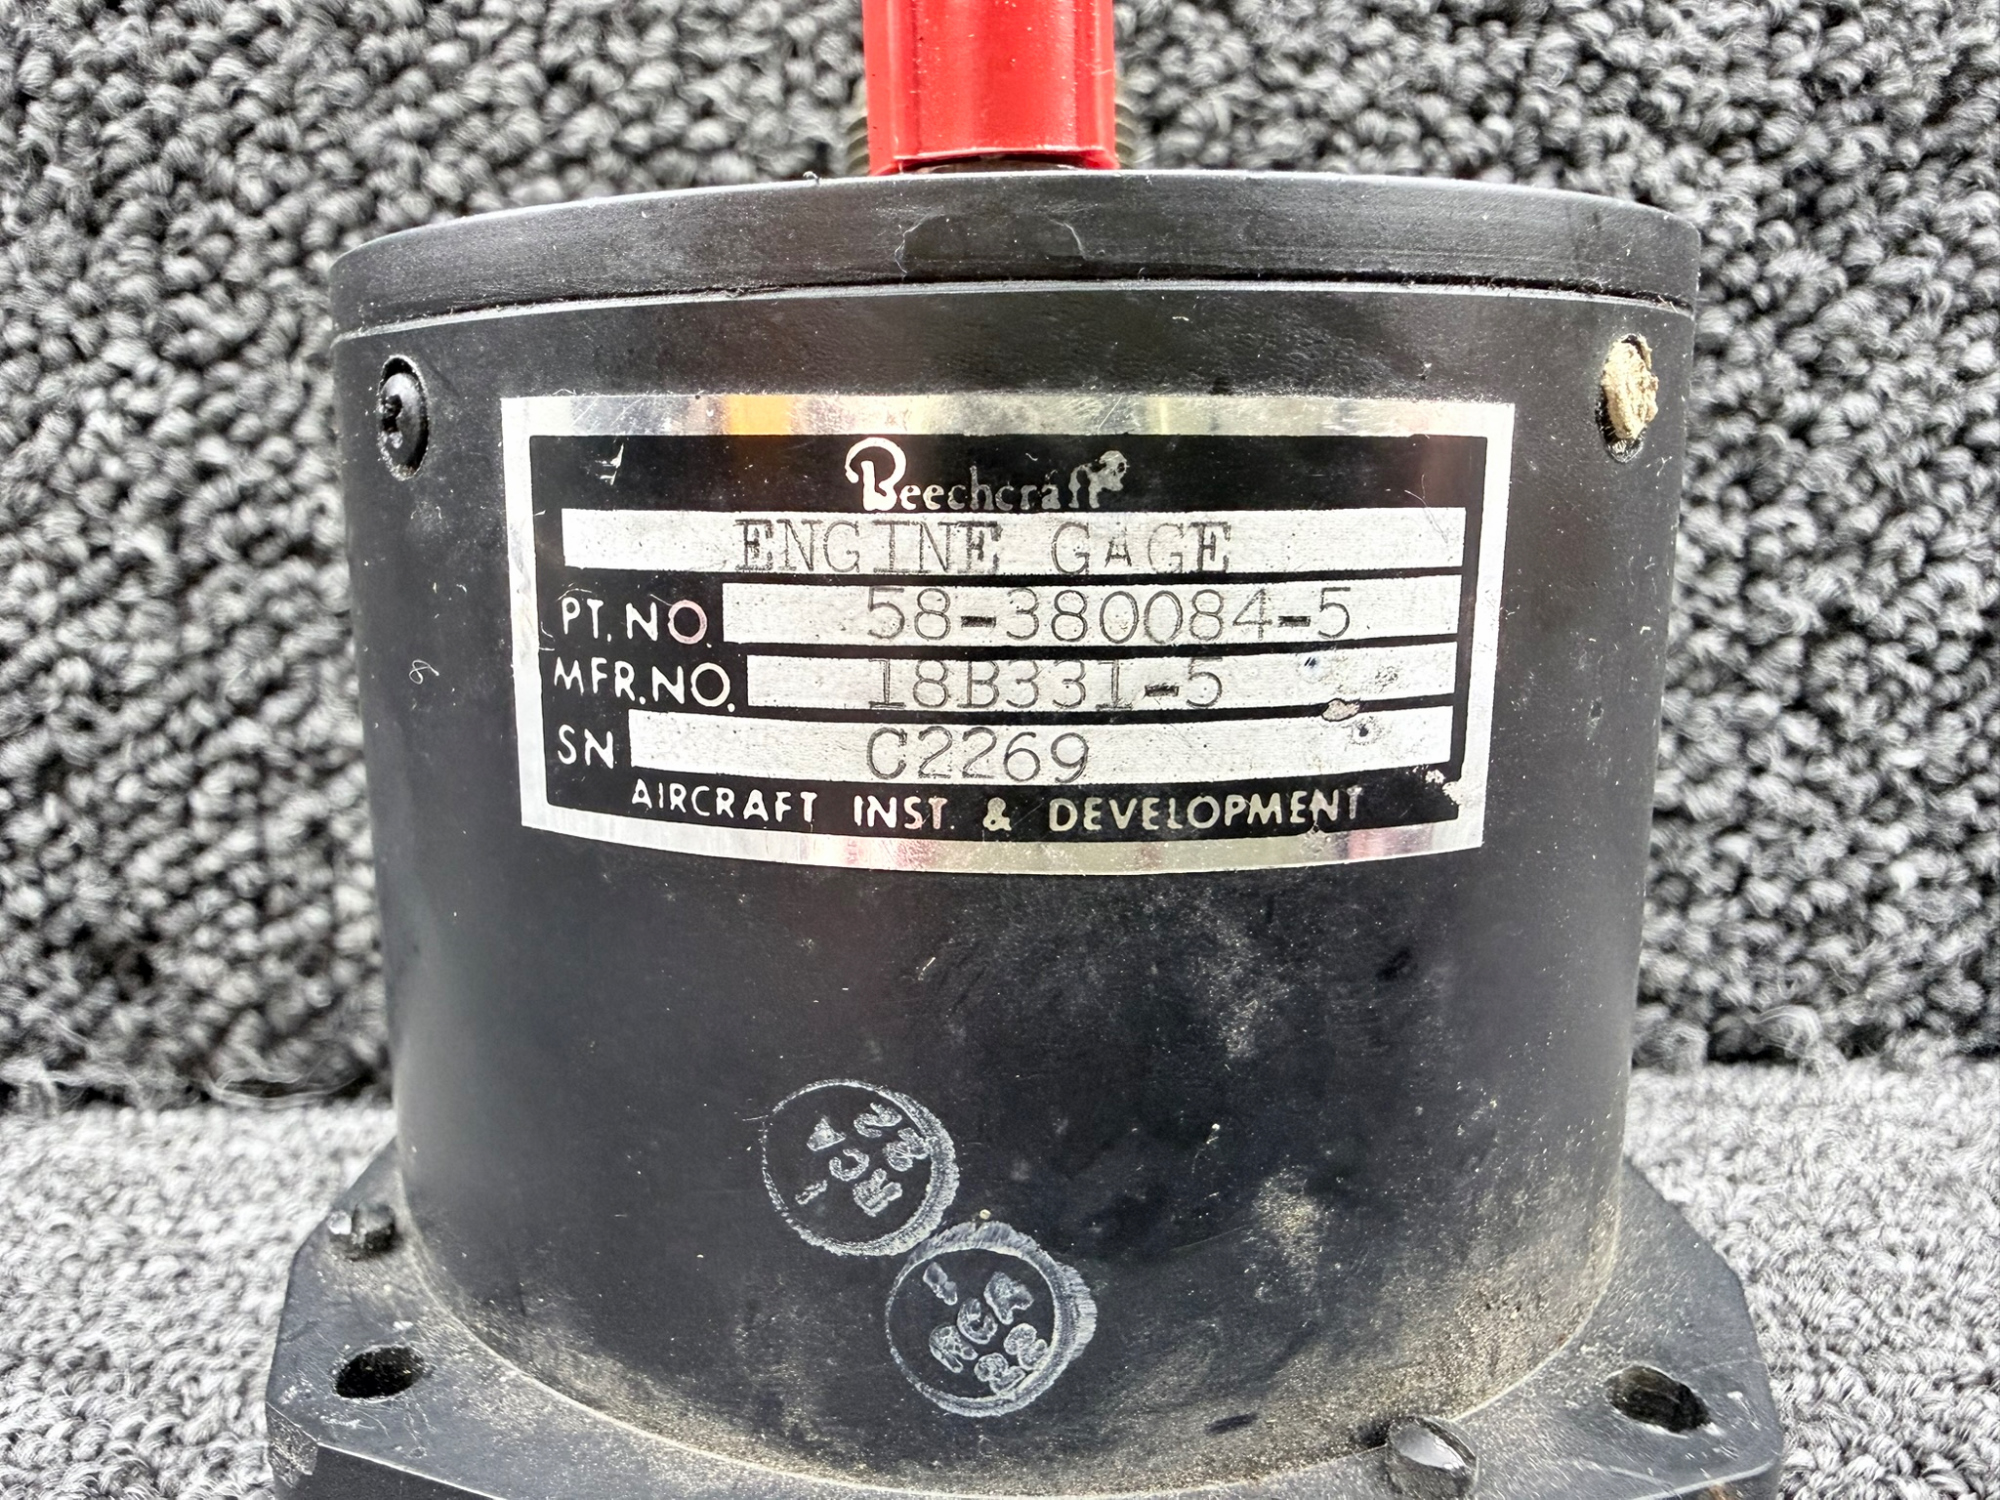 Beechcraft
ENGINE GAGE
PT. NO. 58-380084-5
MFR. NO. 18B331-5
SN C2269
AIRCRAFT INST. & DEVELOPMENT